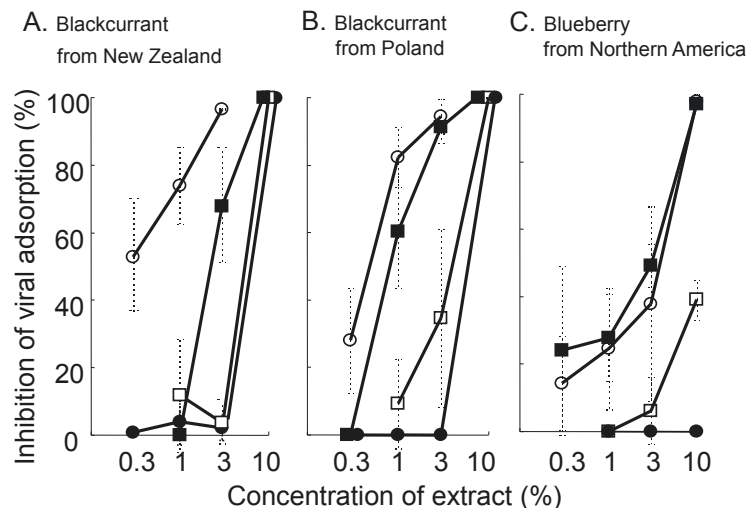 A. Blackcurrant
from New Zealand
B. Blackcurrant
from Poland
C. Blueberry
from Northern America
Inhibition of viral adsorption (%)
100
80
60
40
20
0
0.3 1 3 10
0.3 1 3 10
0.3 1 3 10
Concentration of extract (%)